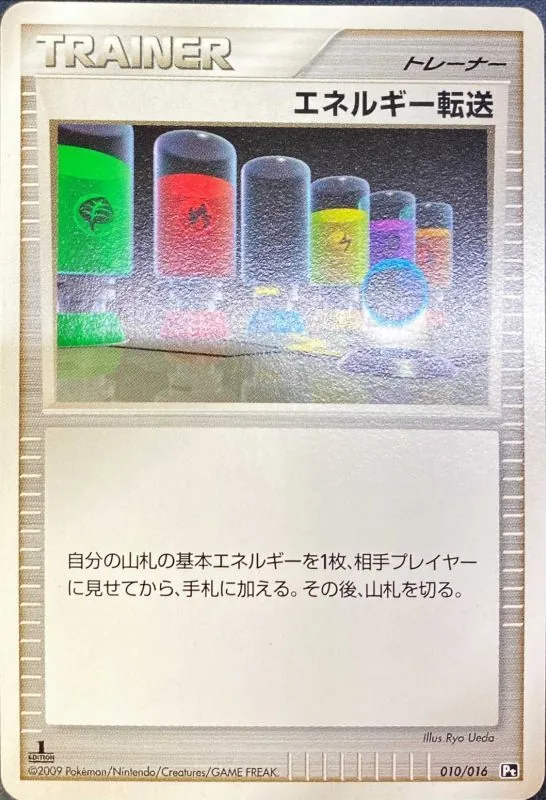 TRAINER
トレーナー
エネルギー転送
自分の山札の基本エネルギーを1枚、相手プレイヤー
に見せてから、手札に加える。その後、山札を切る。
Illus.Ryo Ueda
1
EDITION
©2009 Pokémon/Nintendo/Creatures/GAME FREAK.
010/016
Pt